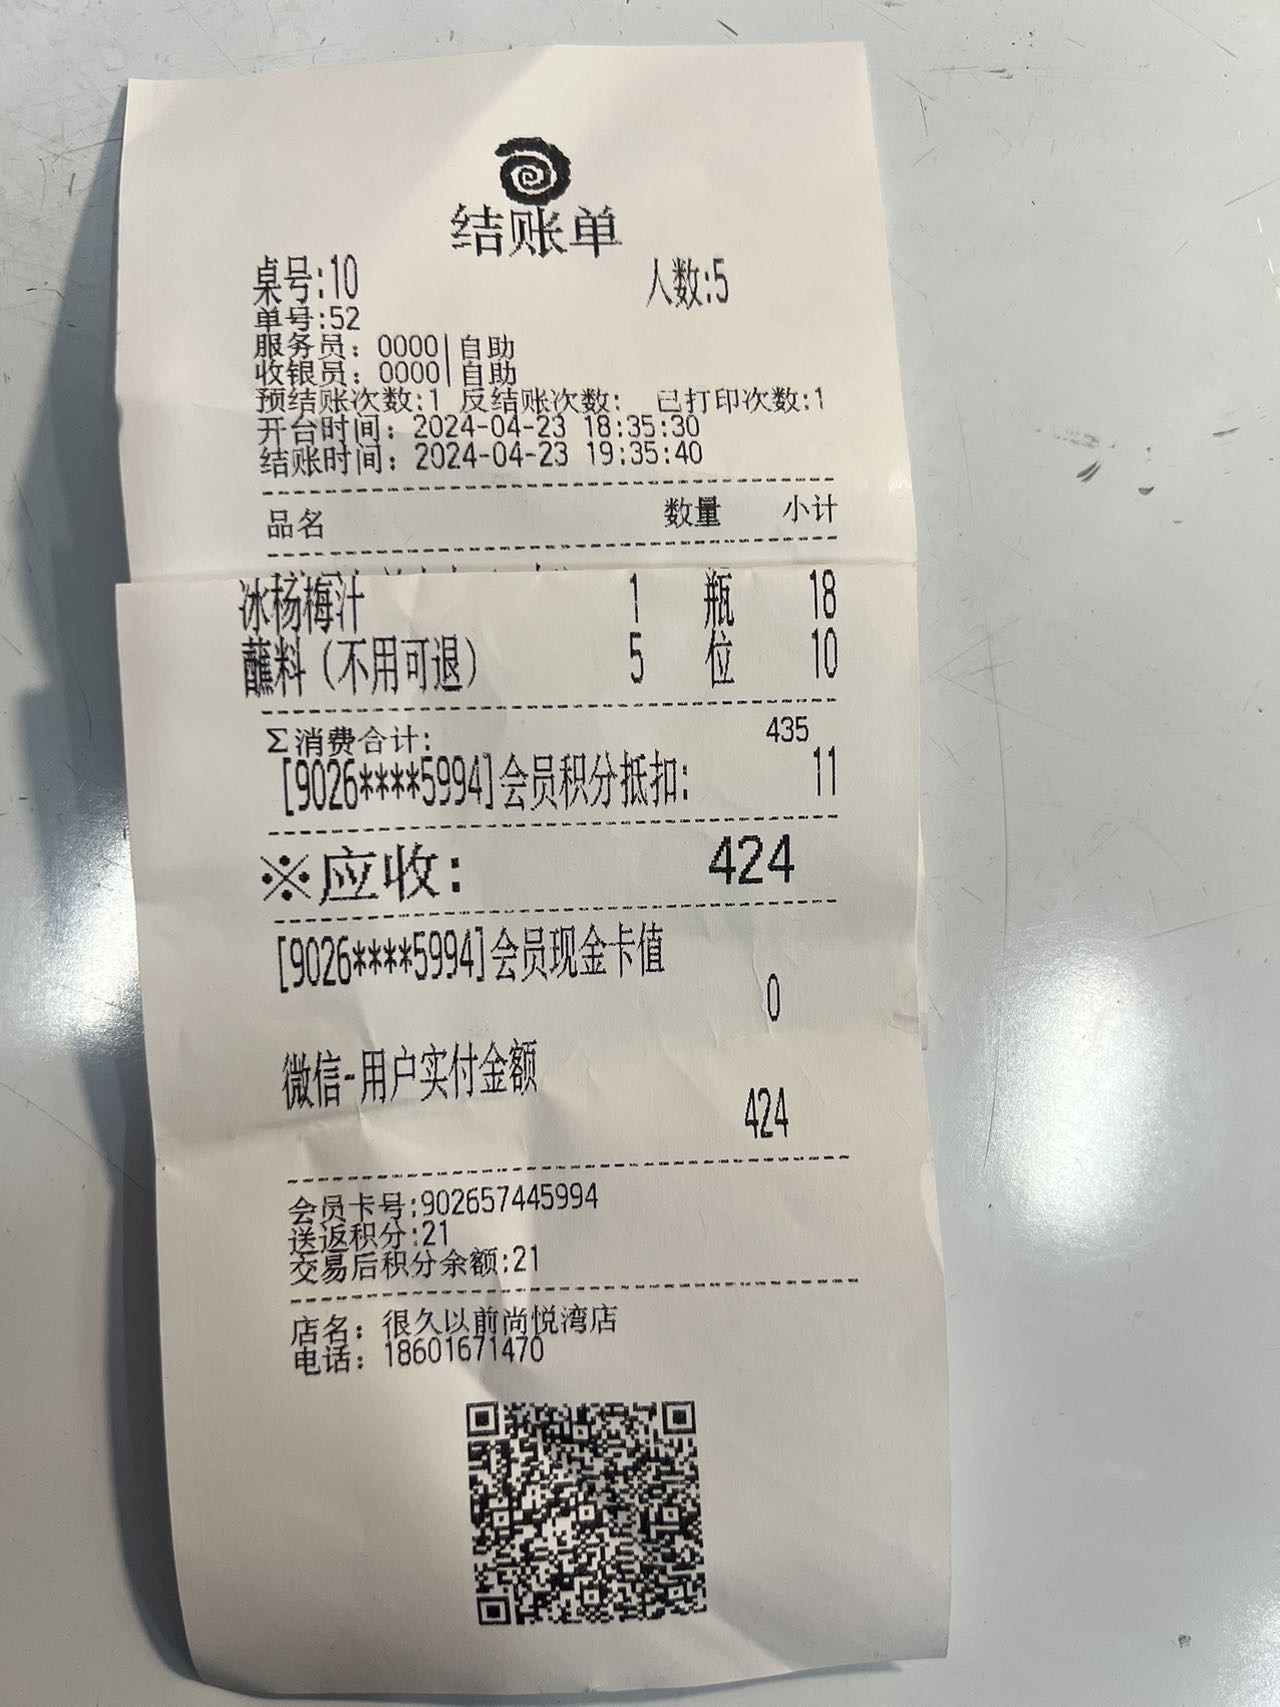 结账单
桌号:10 人数:5
单号:52
服务员: 0000|自助
收银员: 0000|自助
预结账次数:1 反结账次数: 已打印次数:1
开台时间: 2024-04-23 18:35:30
结账时间: 2024-04-23 19:35:40
品名 数量 小计
冰杨梅汁 1 瓶 18
蘸料(不用可退) 5 位 10
Σ消费合计: 435
[9026****5994]会员积分抵扣: 11
※应收: 424
[9026****5994]会员现金卡值
0
微信-用户实付金额
424
会员卡号:902657445994
送返积分:21
交易后积分余额:21
店名: 很久以前尚悦湾店
电话: 18601671470